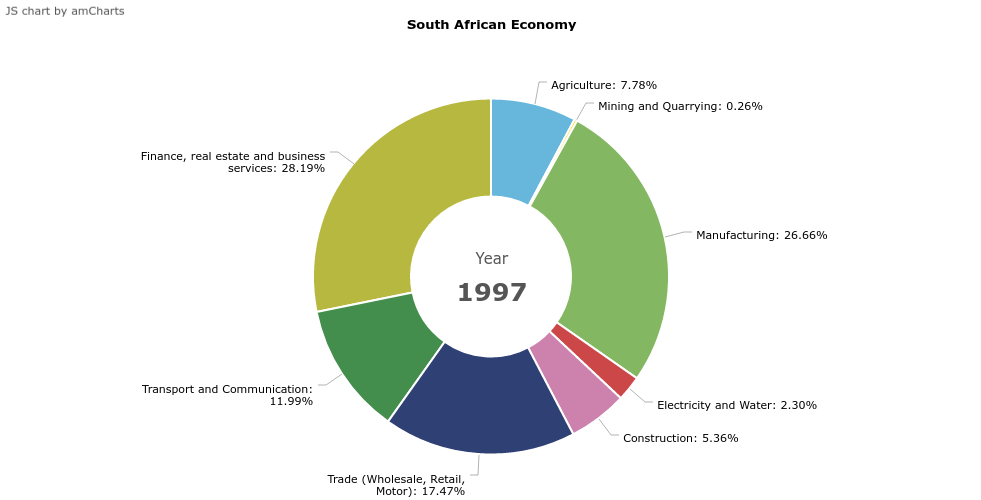 JS chart by amCharts
South African Economy
Agriculture: 7.78%
Mining and Quarrying: 0.26%
Finance, real estate and business
services: 28.19%
Manufacturing: 26.66%
Year
1997
Transport and Communication:
11.99%
Electricity and Water: 2.30%
Construction: 5.36%
Trade (Wholesale, Retail,
Motor): 17.47%